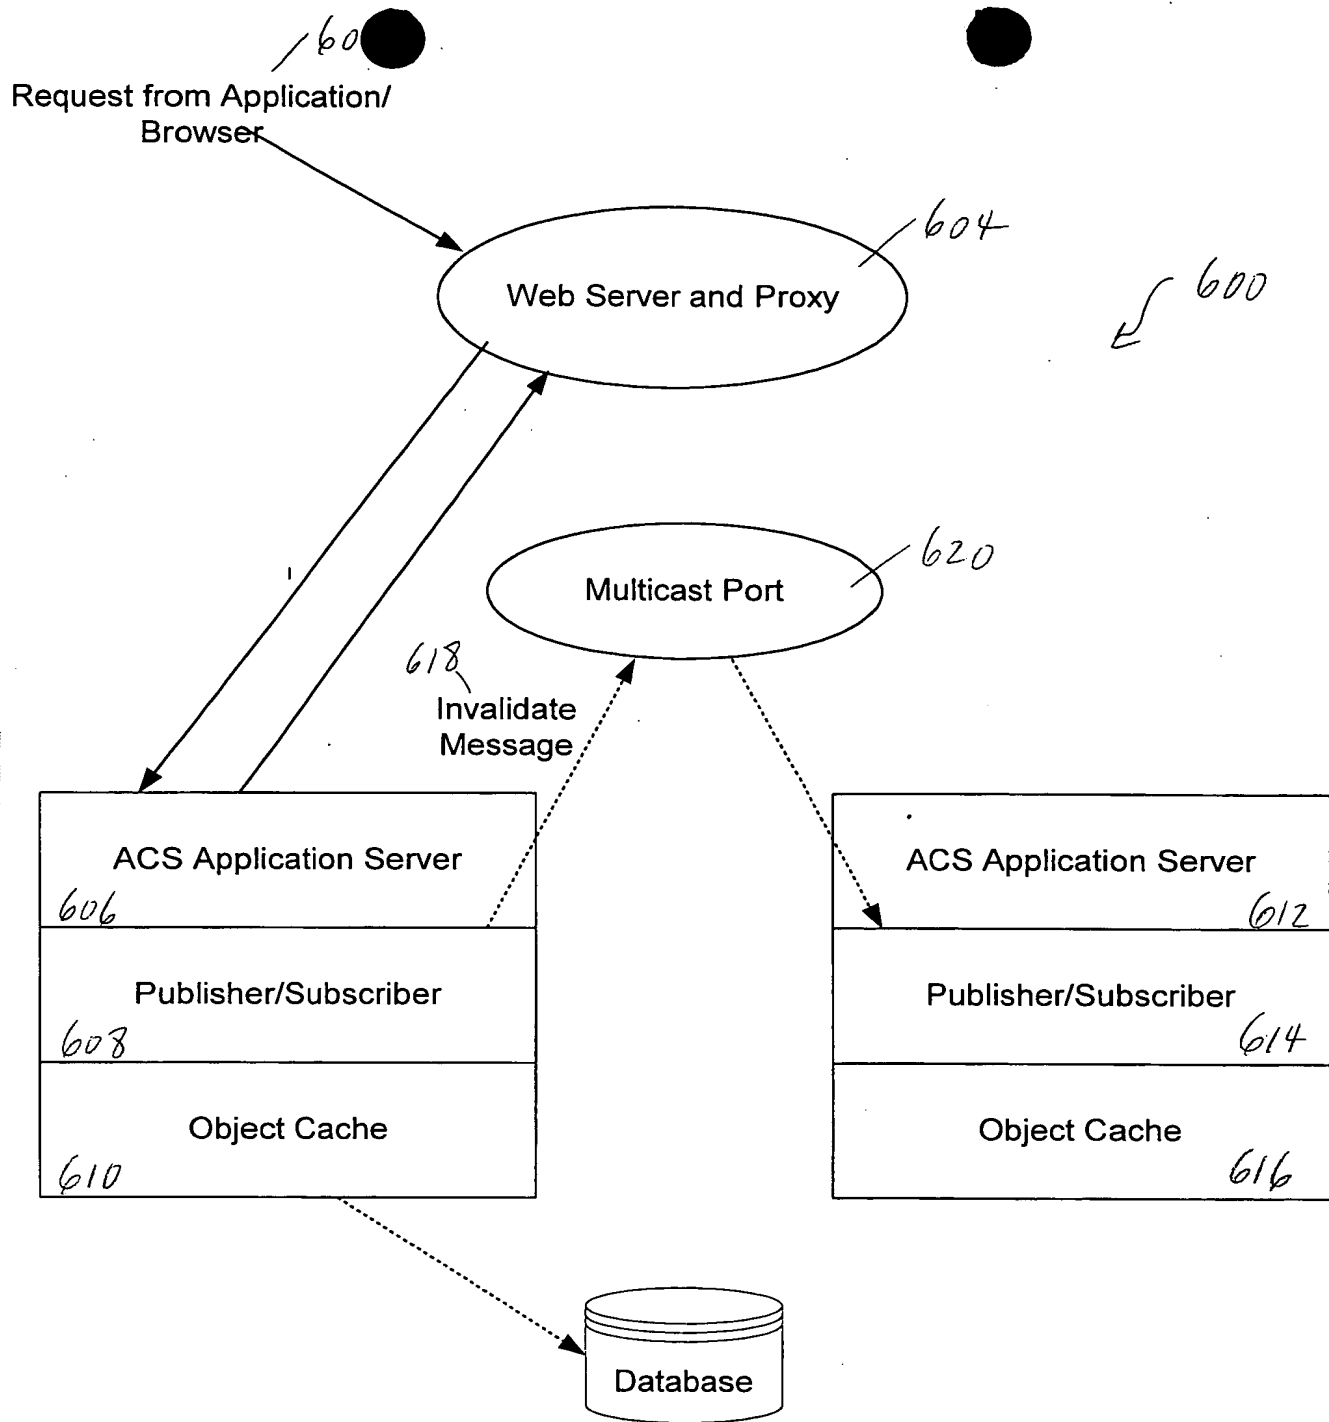 60
Request from Application/
Browser
604
Web Server and Proxy
600
620
Multicast Port
618
Invalidate
Message
ACS Application Server
606
ACS Application Server
612
Publisher/Subscriber
608
Publisher/Subscriber
614
Object Cache
610
Object Cache
616
Database